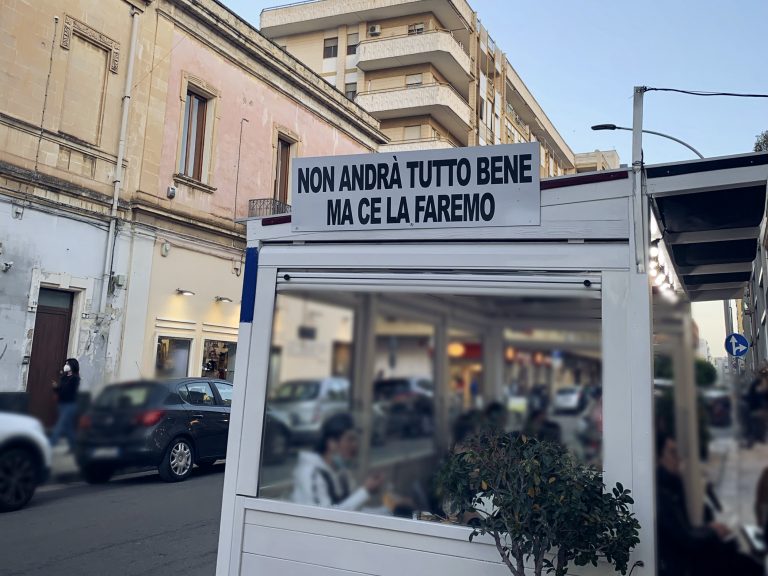 NON ANDRÀ TUTTO BENE
MA CE LA FAREMO